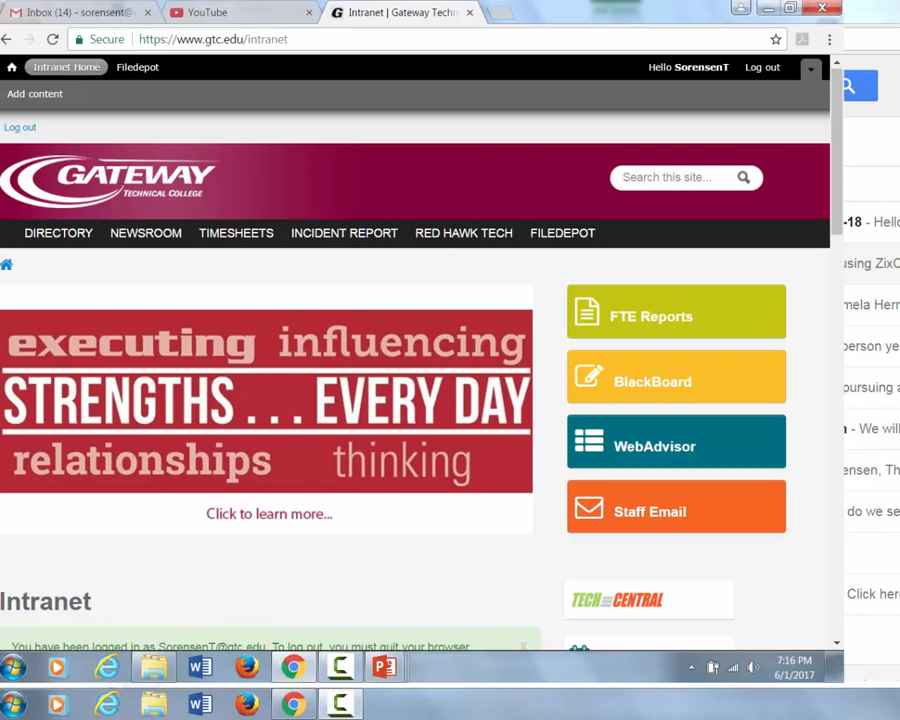 Inbox (14) - sorensent@
YouTube
Intranet | Gateway Techn
Secure https://www.gtc.edu/intranet
Intranet Home Filedepot Hello SorensenT Log out
Add content
Log out
GATEWAY
TECHNICAL COLLEGE
Search this site...
DIRECTORY NEWSROOM TIMESHEETS INCIDENT REPORT RED HAWK TECH FILEDEPOT
-18 - Hello
using ZixC
mela Herr
person ye
pursuing a
- We will
ensen, Th
do we se
Click here
executing influencing
STRENGTHS . . . EVERY DAY
relationships thinking
Click to learn more...
FTE Reports
BlackBoard
WebAdvisor
Staff Email
TECH CENTRAL
Intranet
You have been logged in as SorensenT@gtc.edu. To log out, you must quit your browser. x
7:16 PM
6/1/2017